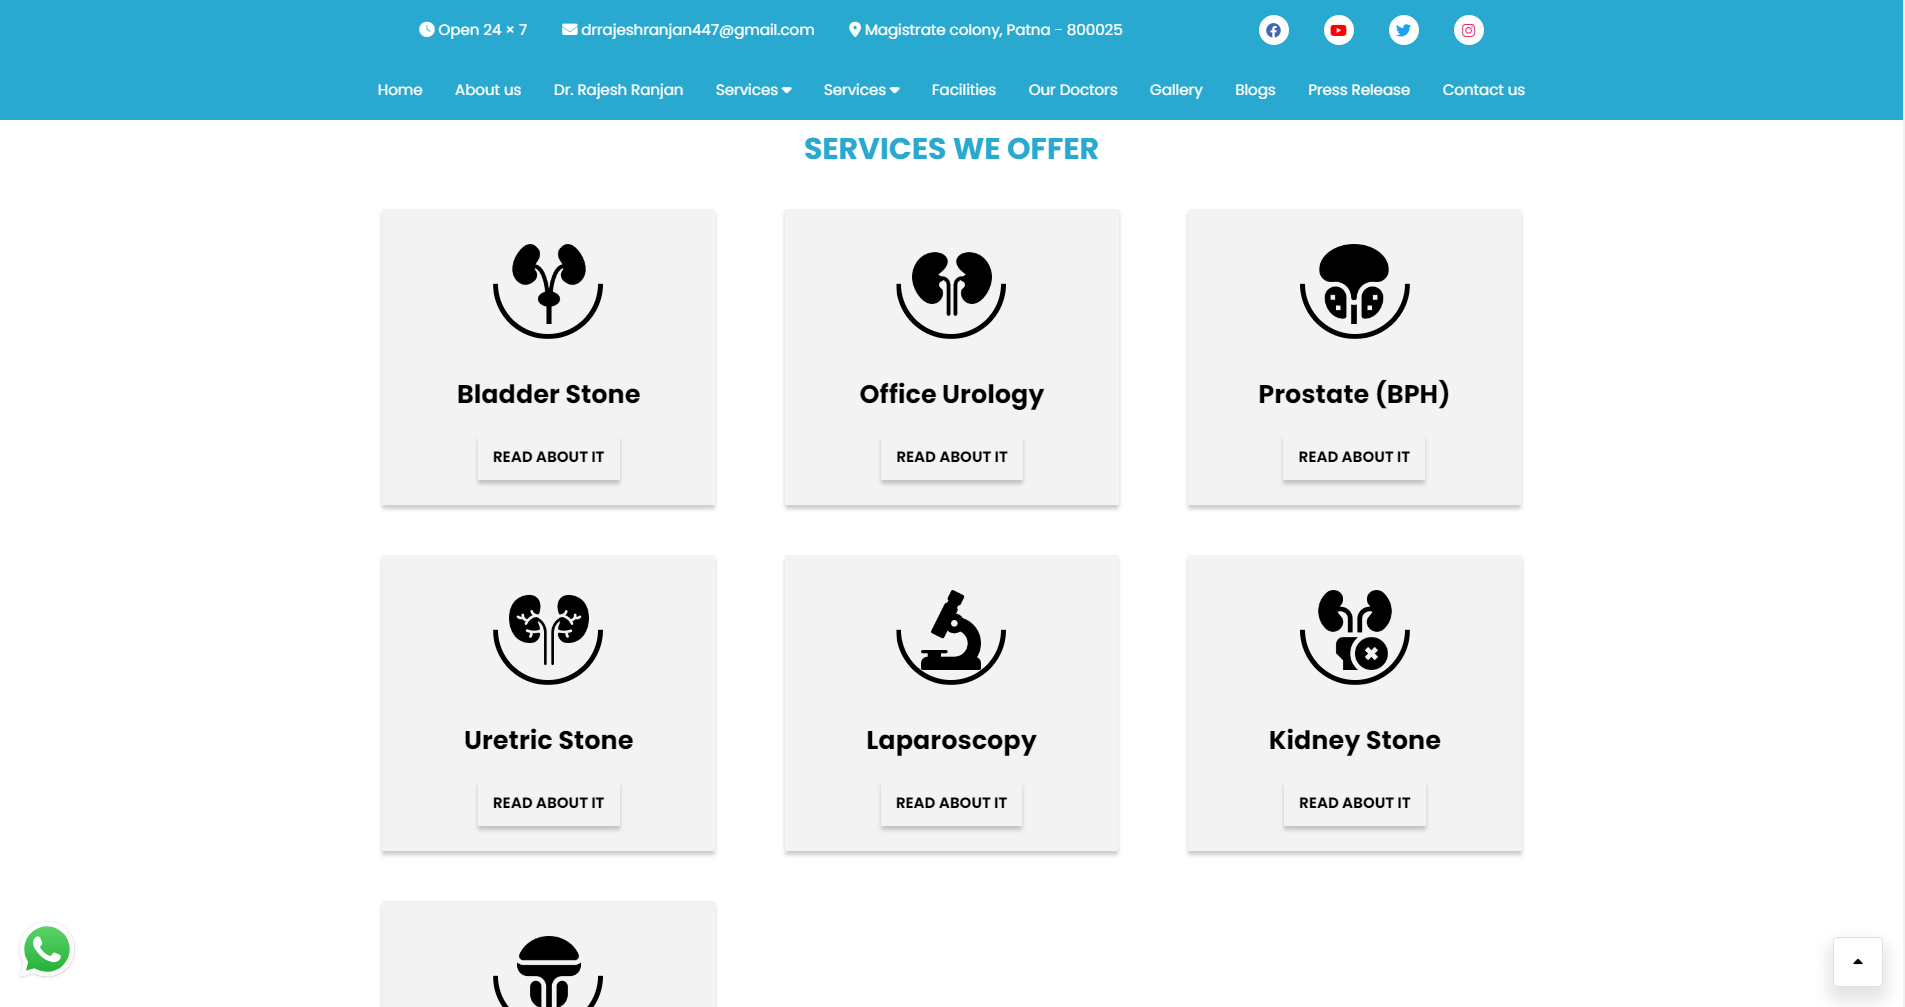 Open 24 × 7 drrajeshranjan447@gmail.com Magistrate colony, Patna - 800025
Home About us Dr. Rajesh Ranjan Services Services Facilities Our Doctors Gallery Blogs Press Release Contact us
SERVICES WE OFFER
Bladder Stone
READ ABOUT IT
Office Urology
READ ABOUT IT
Prostate (BPH)
READ ABOUT IT
Uretric Stone
READ ABOUT IT
Laparoscopy
READ ABOUT IT
Kidney Stone
READ ABOUT IT